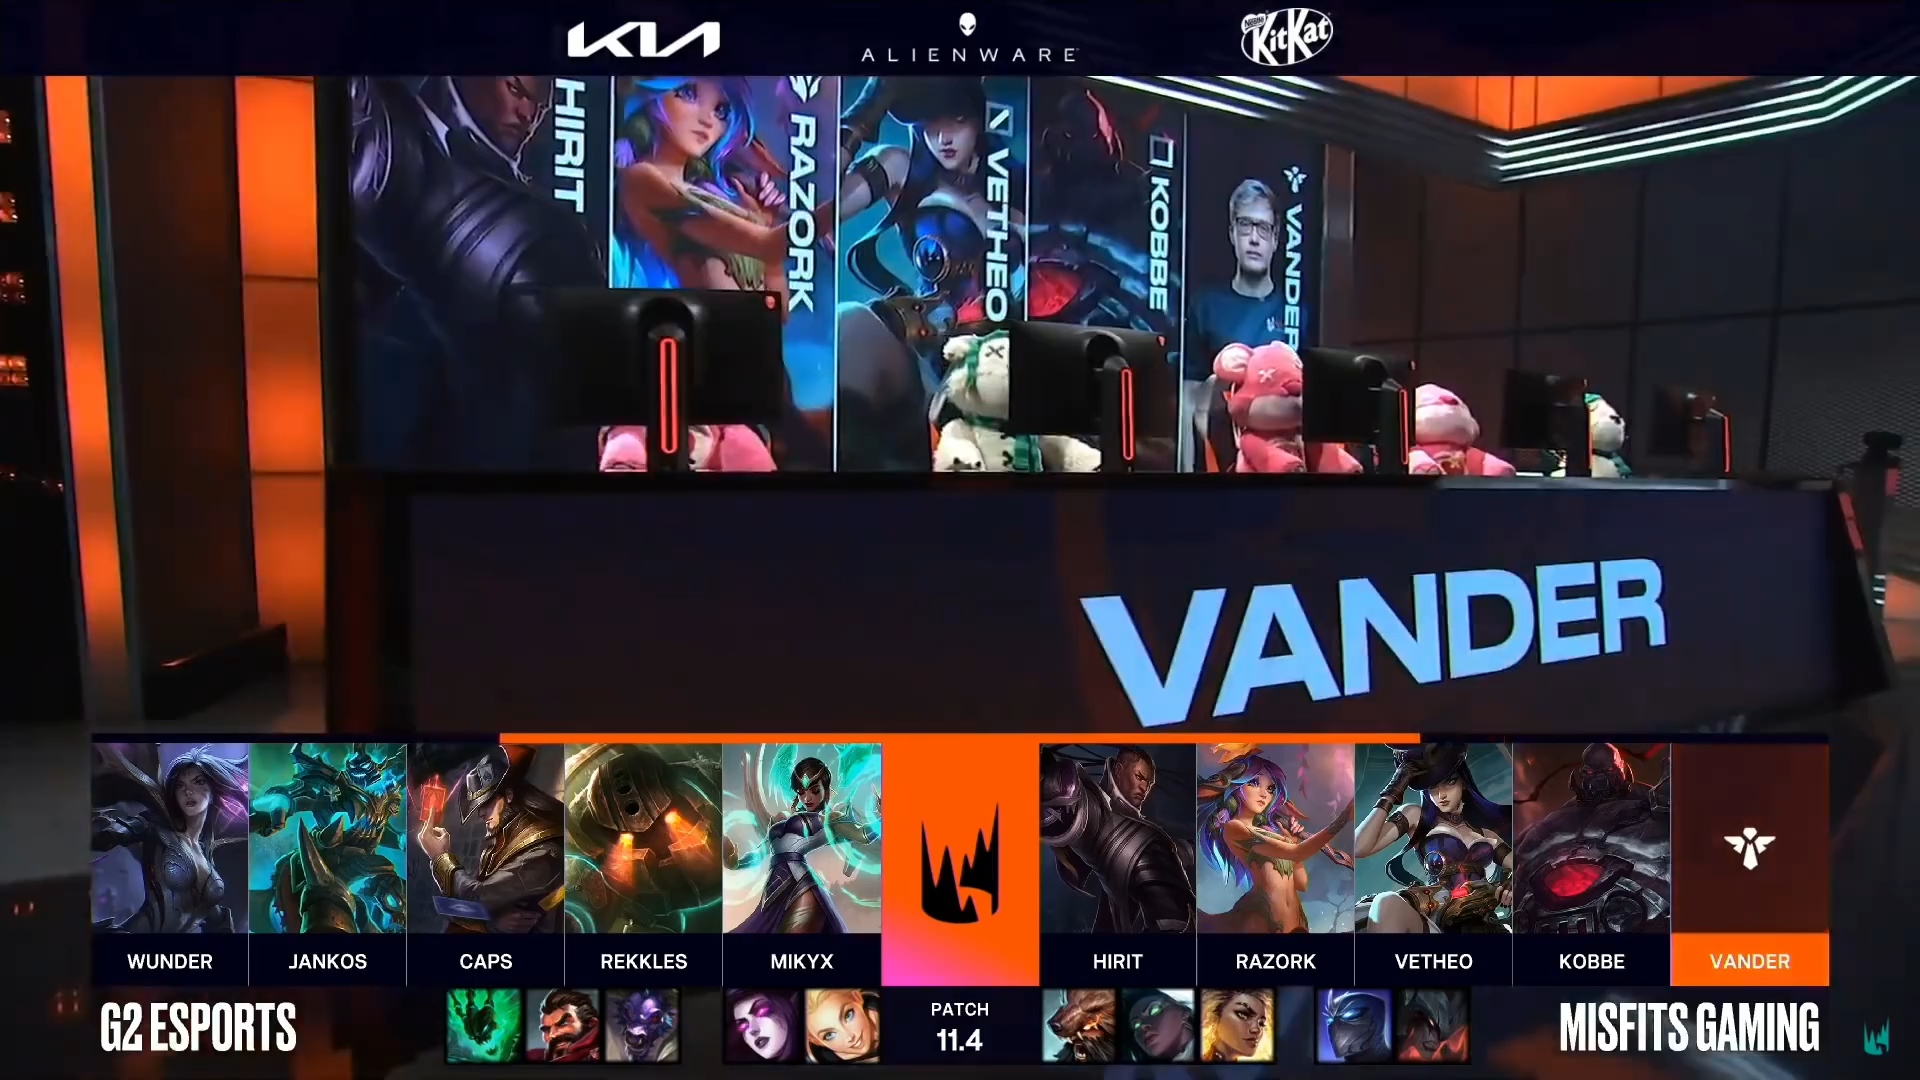 KIA
ALIENWARE
Nestlé
KitKat
HIRIT
RAZORK
VETHEO
KOBBE
VANDER
VANDER
WUNDER
JANKOS
CAPS
REKKLES
MIKYX
HIRIT
RAZORK
VETHEO
KOBBE
VANDER
G2 ESPORTS
PATCH
11.4
MISFITS GAMING